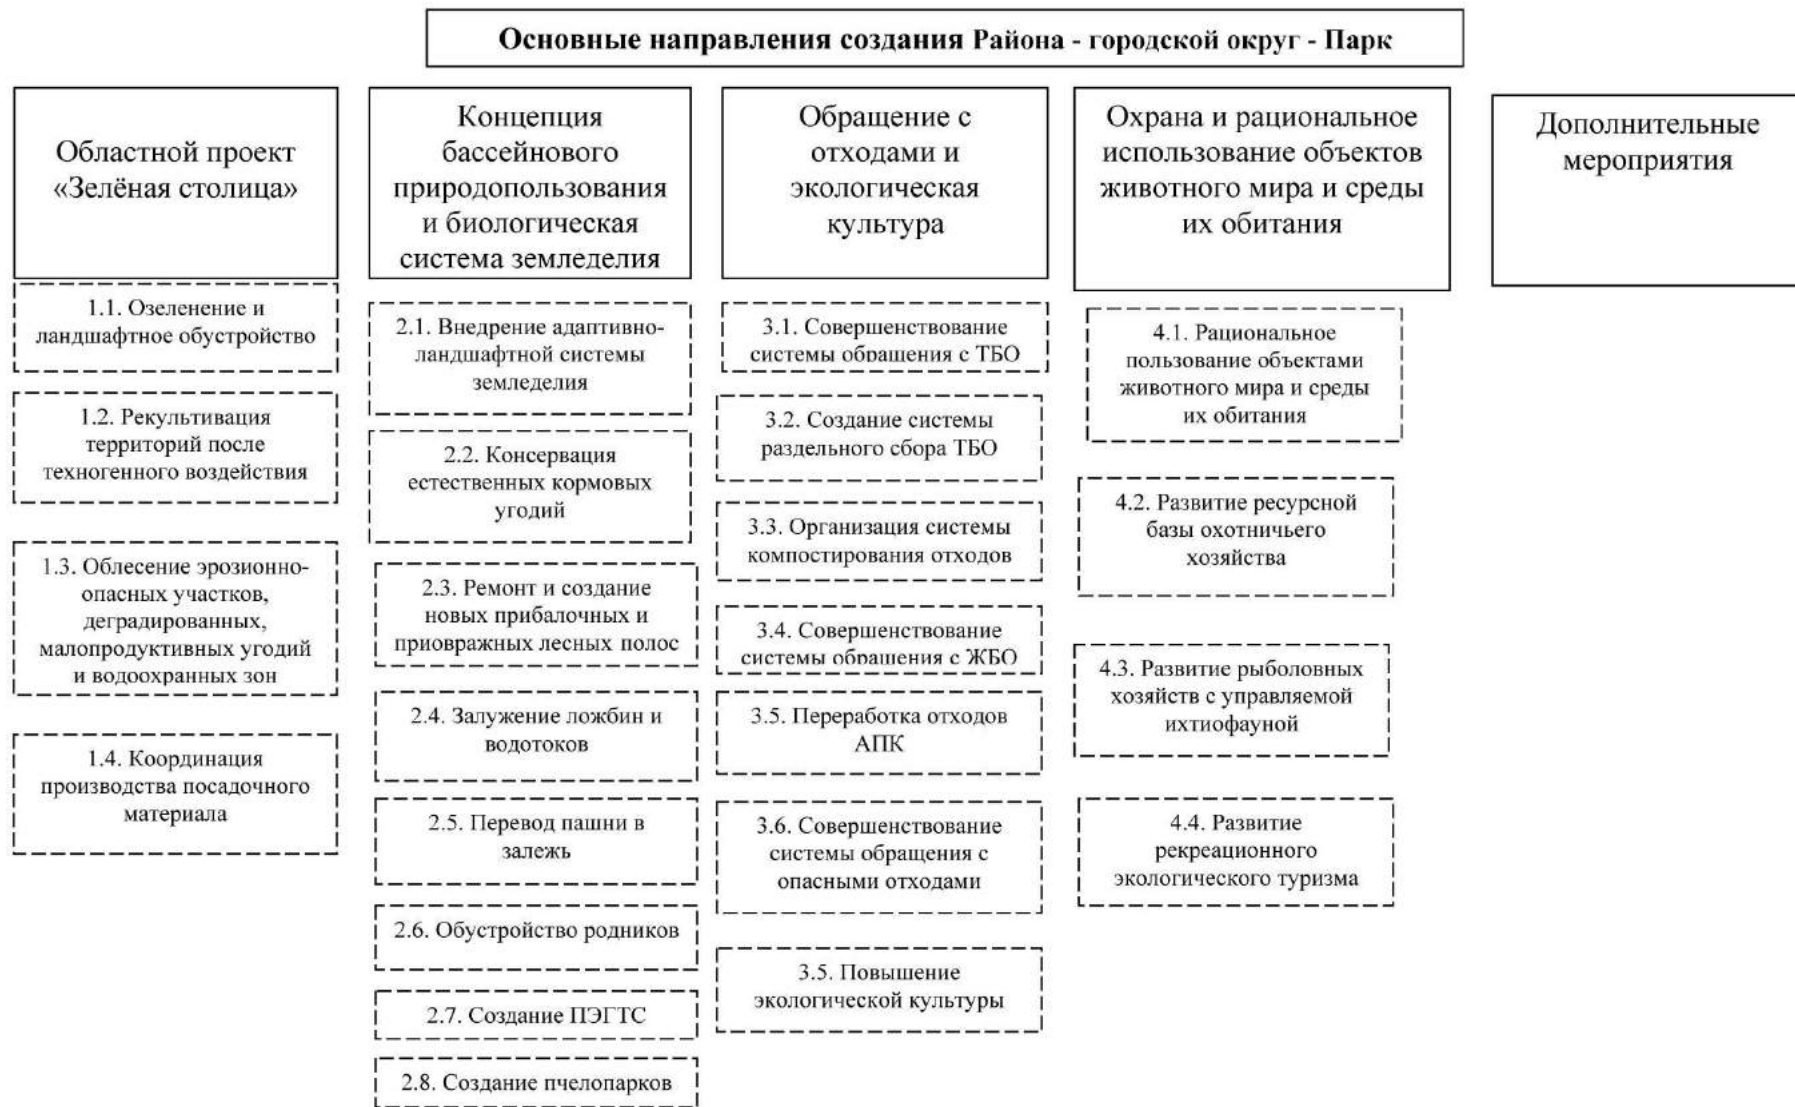 Основные направления создания Района - городской округ - Парк
Областной проект
«Зелёная столица»
1.1. Озеленение и
ландшафтное обустройство
1.2. Рекультивация
территорий после
техногенного воздействия
1.3. Облесение эрозионно-
опасных участков,
деградированных,
малопродуктивных угодий
и водоохранных зон
1.4. Координация
производства посадочного
материала
Концепция
бассейнового
природопользования
и биологическая
система земледелия
2.1. Внедрение адаптивно-
ландшафтной системы
земледелия
2.2. Консервация
естественных кормовых
угодий
2.3. Ремонт и создание
новых прибалочных и
приовражных лесных полос
2.4. Залужение ложбин и
водотоков
2.5. Перевод пашни в
залежь
2.6. Обустройство родников
2.7. Создание ПЭГТС
2.8. Создание пчелопарков
Обращение с
отходами и
экологическая
культура
3.1. Совершенствование
системы обращения с ТБО
3.2. Создание системы
раздельного сбора ТБО
3.3. Организация системы
компостирования отходов
3.4. Совершенствование
системы обращения с ЖБО
3.5. Переработка отходов
АПК
3.6. Совершенствование
системы обращения с
опасными отходами
3.5. Повышение
экологической культуры
Охрана и рациональное
использование объектов
животного мира и среды
их обитания
4.1. Рациональное
пользование объектами
животного мира и среды
их обитания
4.2. Развитие ресурсной
базы охотничьего
хозяйства
4.3. Развитие рыболовных
хозяйств с управляемой
ихтиофауной
4.4. Развитие
рекреационного
экологического туризма
Дополнительные
мероприятия